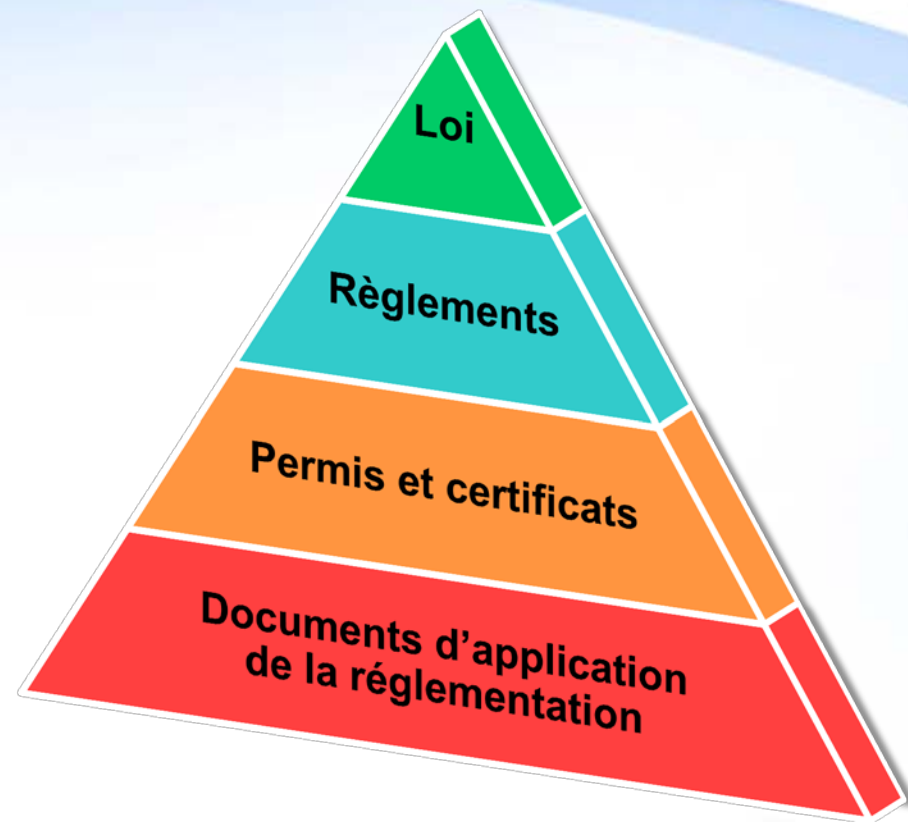 Loi
Règlements
Permis et certificats
Documents d'application
de la réglementation